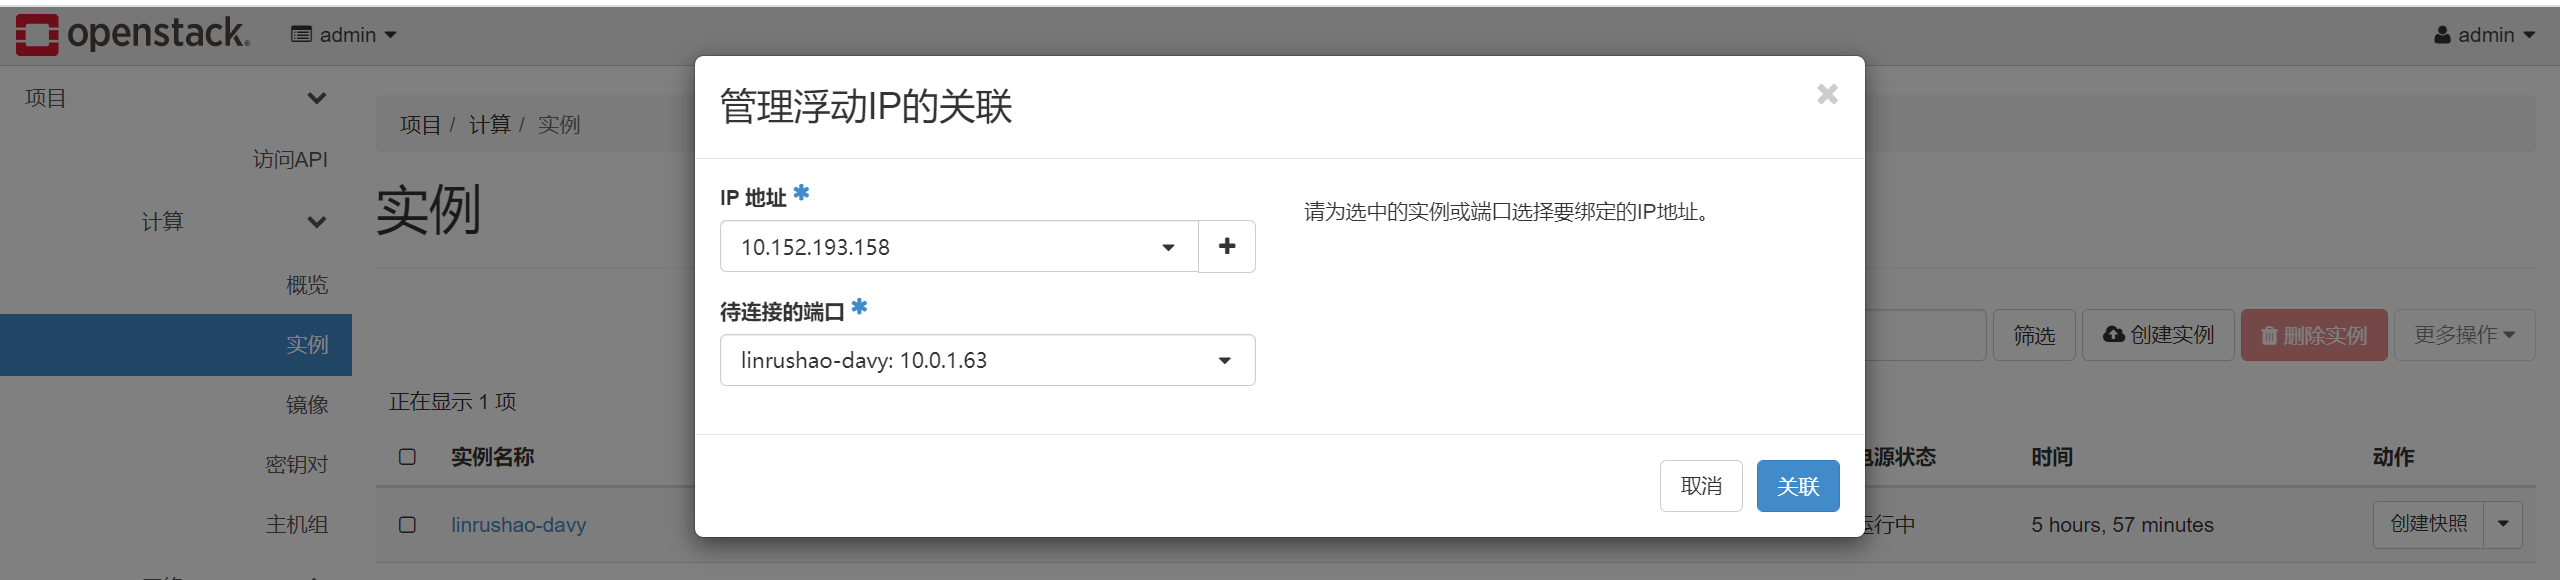 openstack.
admin
admin
项目
访问API
计算
概览
实例
镜像
密钥对
主机组
项目 / 计算 / 实例
实例
管理浮动IP的关联
IP 地址
10.152.193.158
待连接的端口
linrushao-davy: 10.0.1.63
请为选中的实例或端口选择要绑定的IP地址。
取消
关联
筛选
创建实例
删除实例
更多操作
正在显示 1 项
实例名称 源状态 时间 动作
linrushao-davy 行中 5 hours, 57 minutes 创建快照